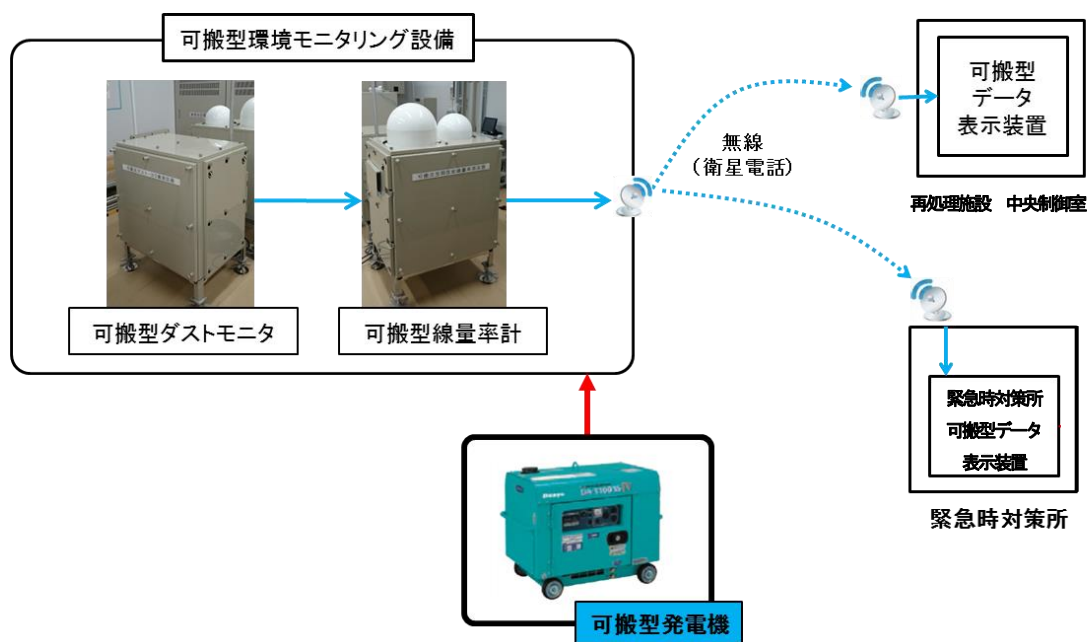 可搬型環境モニタリング設備
可搬型ダストモニタ
可搬型線量率計
無線
(衛星電話)
可搬型
データ
表示装置
再処理施設　中央制御室
緊急時対策所
可搬型データ
表示装置
緊急時対策所
可搬型発電機